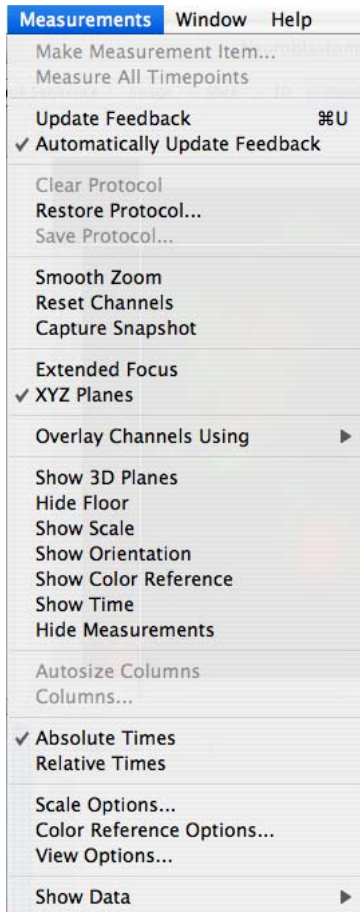 Measurements Window Help
Make Measurement Item...
Measure All Timepoints
Update Feedback ⌘U
✓ Automatically Update Feedback
Clear Protocol
Restore Protocol...
Save Protocol...
Smooth Zoom
Reset Channels
Capture Snapshot
Extended Focus
✓ XYZ Planes
Overlay Channels Using ▶
Show 3D Planes
Hide Floor
Show Scale
Show Orientation
Show Color Reference
Show Time
Hide Measurements
Autosize Columns
Columns...
✓ Absolute Times
Relative Times
Scale Options...
Color Reference Options...
View Options...
Show Data ▶